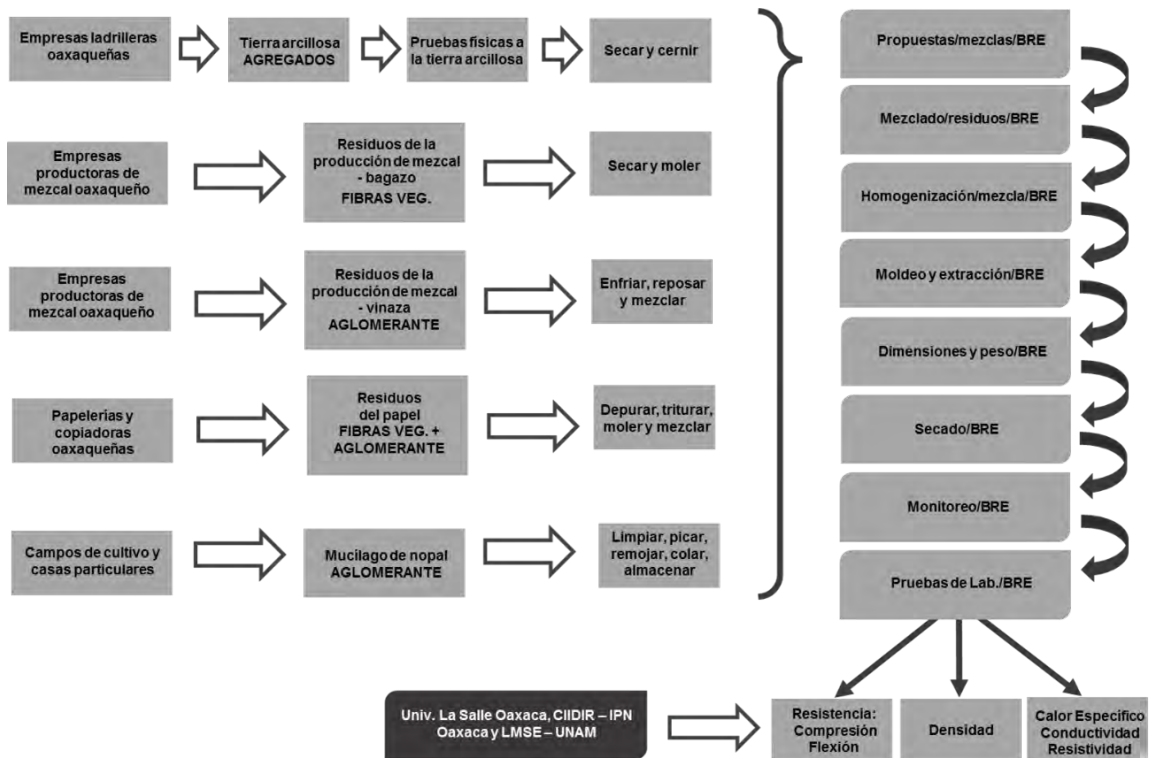 Empresas ladrilleras
oaxaqueñas
Tierra arcillosa
AGREGADOS
Pruebas físicas a
la tierra arcillosa
Secar y cernir
Empresas
productoras de
mezcal oaxaqueño
Residuos de la
producción de mezcal
- bagazo
FIBRAS VEG.
Secar y moler
Empresas
productoras de
mezcal oaxaqueño
Residuos de la
producción de mezcal
- vinaza
AGLOMERANTE
Enfriar, reposar
y mezclar
Papelerías y
copiadoras
oaxaqueñas
Residuos
del papel
FIBRAS VEG. +
AGLOMERANTE
Depurar, triturar,
moler y mezclar
Campos de cultivo y
casas particulares
Mucilago de nopal
AGLOMERANTE
Limpiar, picar,
remojar, colar,
almacenar
Propuestas/mezclas/BRE
Mezclado/residuos/BRE
Homogenización/mezcla/BRE
Moldeo y extracción/BRE
Dimensiones y peso/BRE
Secado/BRE
Monitoreo/BRE
Pruebas de Lab./BRE
Univ. La Salle Oaxaca, CIIDIR – IPN
Oaxaca y LMSE – UNAM
Resistencia:
Compresión
Flexión
Densidad
Calor Específico
Conductividad
Resistividad